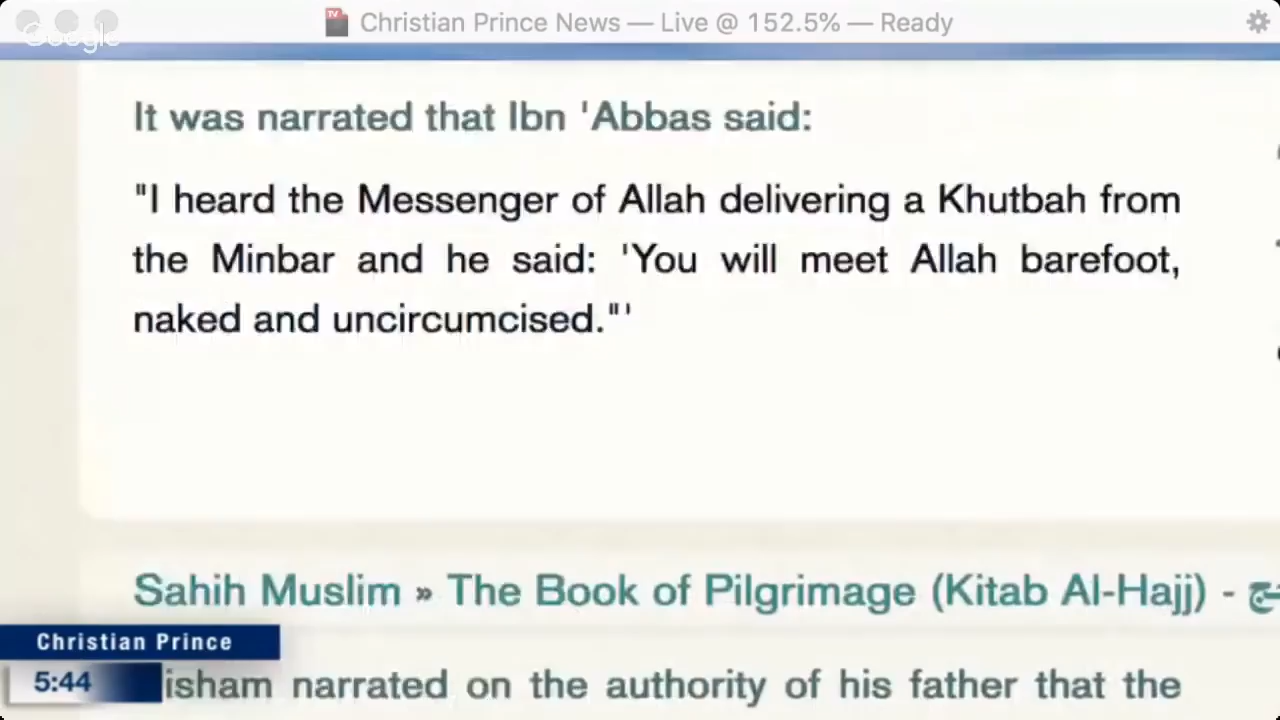 Christian Prince News — Live @ 152.5% — Ready
Google
It was narrated that Ibn 'Abbas said:
"I heard the Messenger of Allah delivering a Khutbah from
the Minbar and he said: 'You will meet Allah barefoot,
naked and uncircumcised."'
Sahih Muslim » The Book of Pilgrimage (Kitab Al-Hajj) -
Christian Prince
5:44
isham narrated on the authority of his father that the